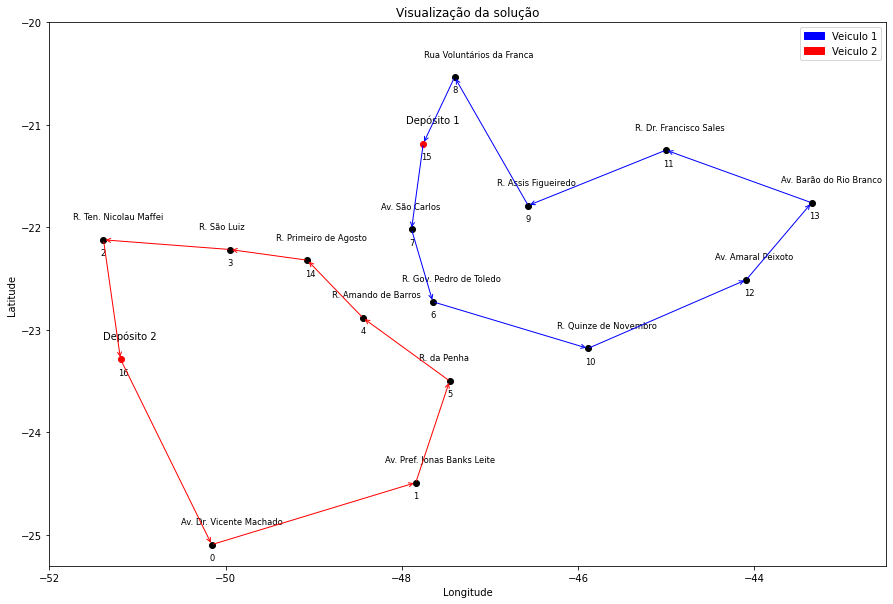 Visualização da solução
Veiculo 1
Veiculo 2
Rua Voluntários da Franca
8
Depósito 1
15
R. Dr. Francisco Sales
11
R. Assis Figueiredo
9
Av. Barão do Rio Branco
13
Av. São Carlos
7
R. Ten. Nicolau Maffei
2
R. São Luiz
3
R. Primeiro de Agosto
14
R. Gov. Pedro de Toledo
6
Av. Amaral Peixoto
12
R. Amando de Barros
4
R. Quinze de Novembro
10
Depósito 2
16
R. da Penha
5
Av. Pref. Jonas Banks Leite
1
Av. Dr. Vicente Machado
0
−20
−21
−22
−23
−24
−25
Latitude
−52
−50
−48
−46
−44
Longitude